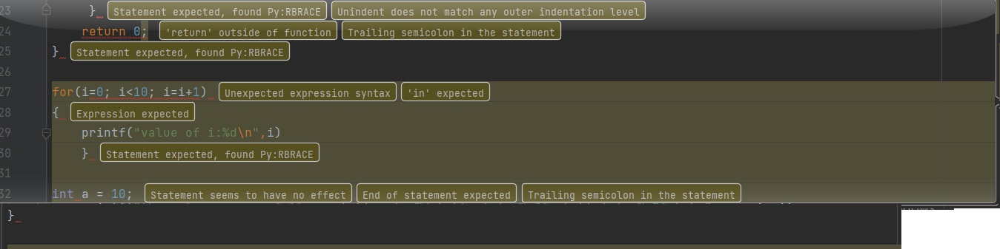 23 } Statement expected, found Py:RBRACE Unindent does not match any outer indentation level
24 return 0; 'return' outside of function Trailing semicolon in the statement
25 } Statement expected, found Py:RBRACE
26
27 for(i=0; i<10; i=i+1) Unexpected expression syntax 'in' expected
28 { Expression expected
29 printf("value of i:%d\n",i)
30 } Statement expected, found Py:RBRACE
31
32 int a = 10; Statement seems to have no effect End of statement expected Trailing semicolon in the statement
}